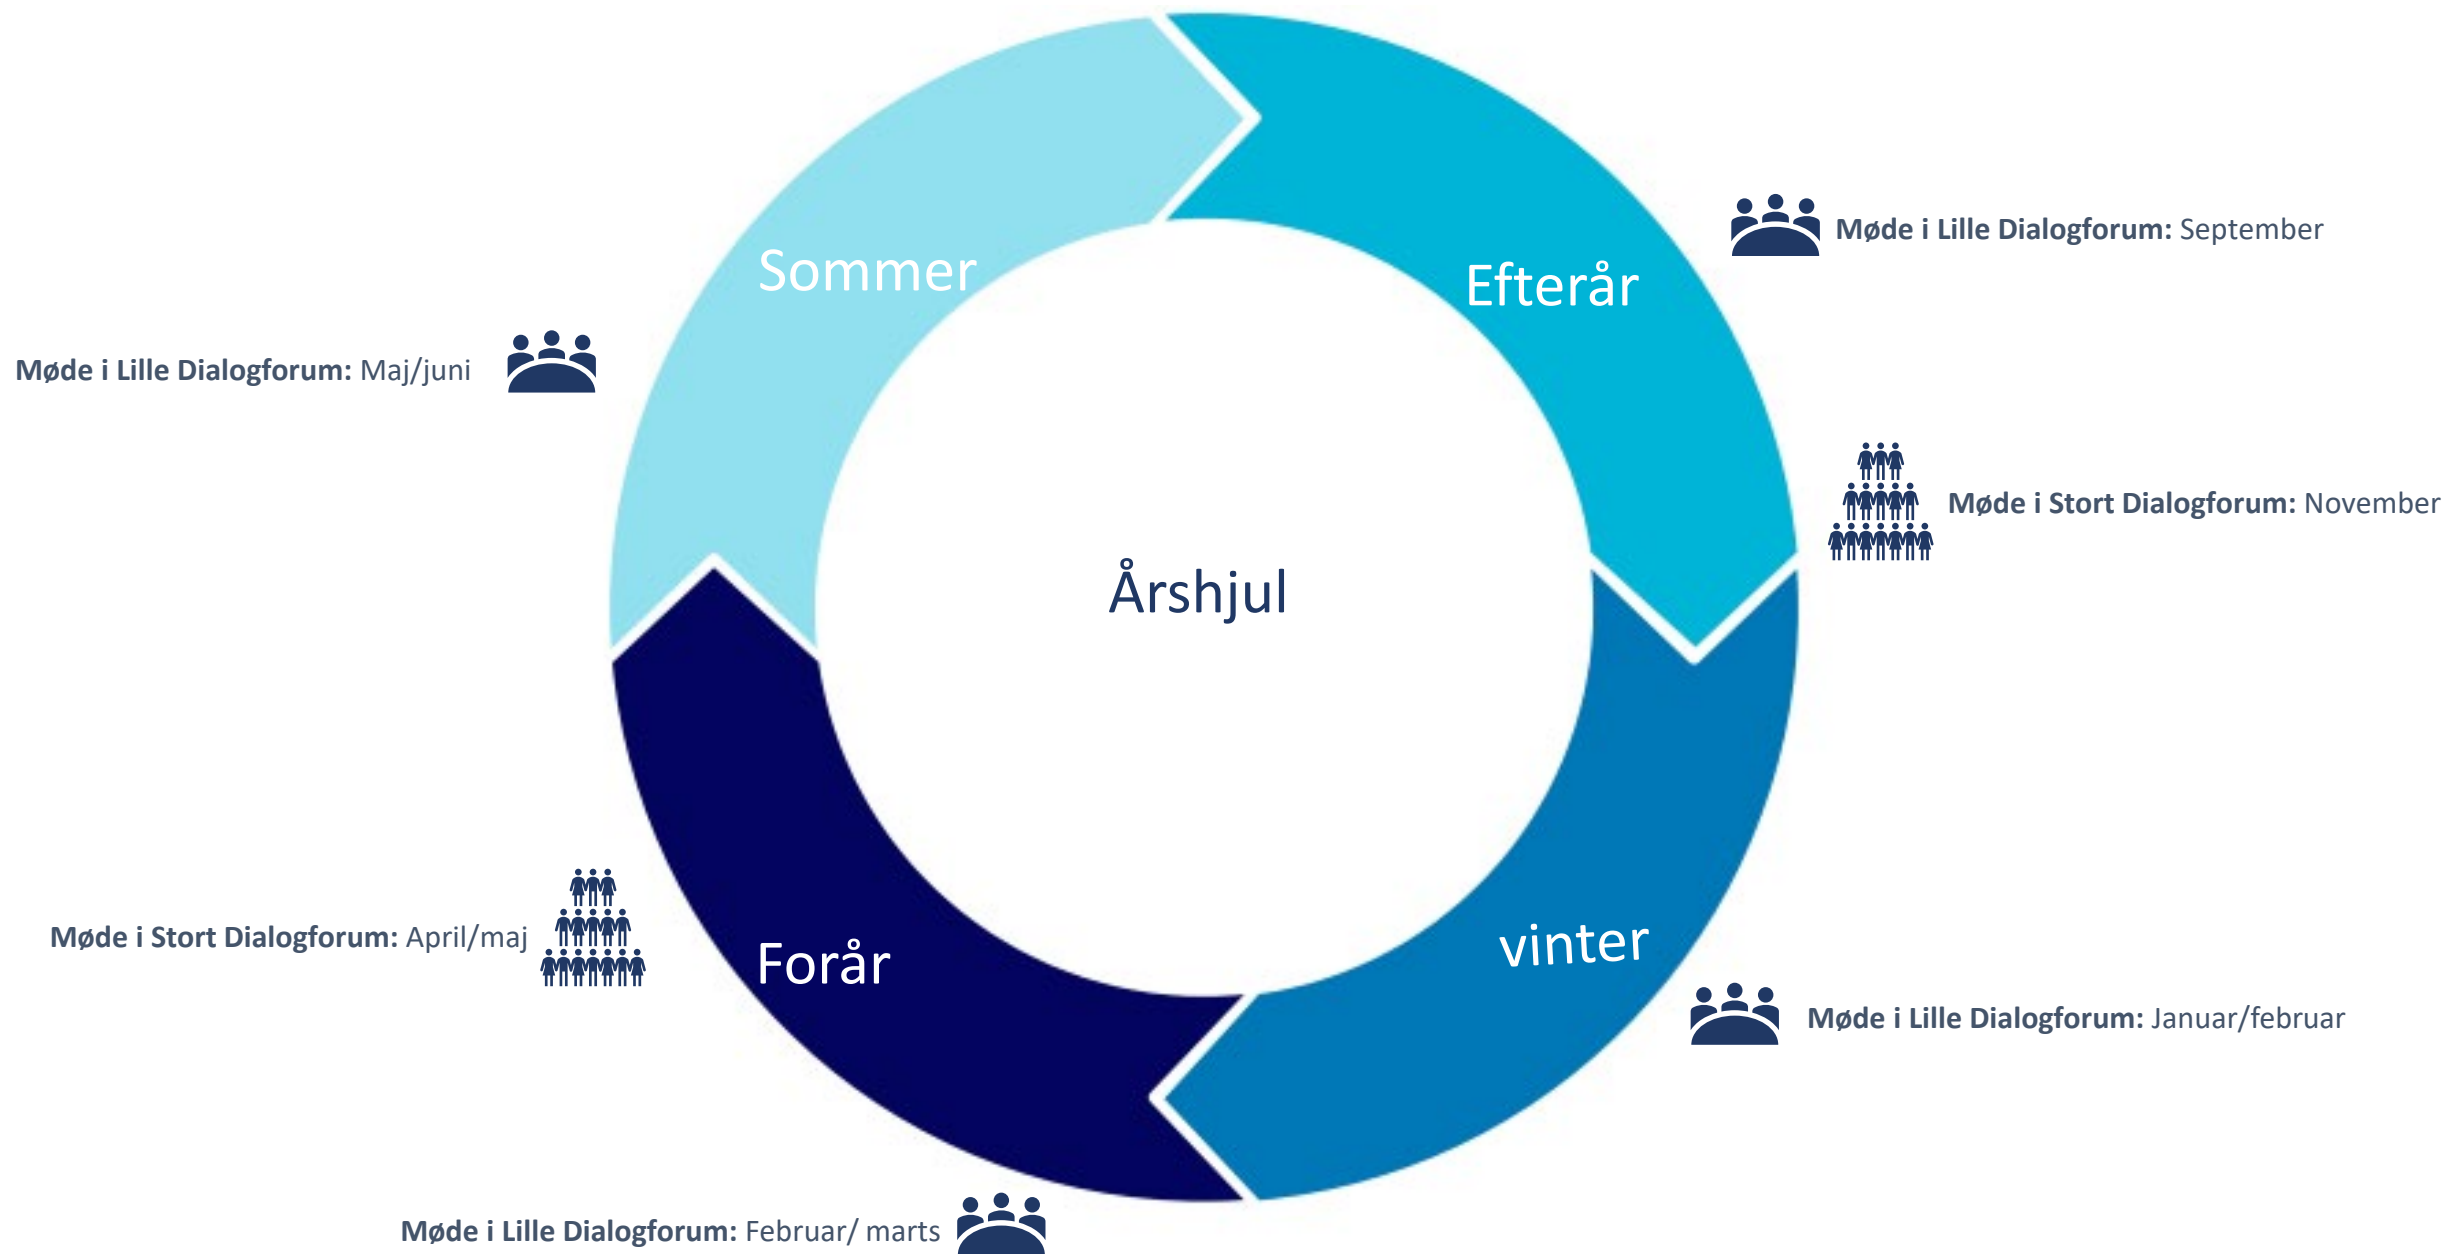 Sommer
Efterår
Møde i Lille Dialogforum: September
Møde i Lille Dialogforum: Maj/juni
Møde i Stort Dialogforum: November
Årshjul
Møde i Stort Dialogforum: April/maj
Forår
vinter
Møde i Lille Dialogforum: Januar/februar
Møde i Lille Dialogforum: Februar/ marts